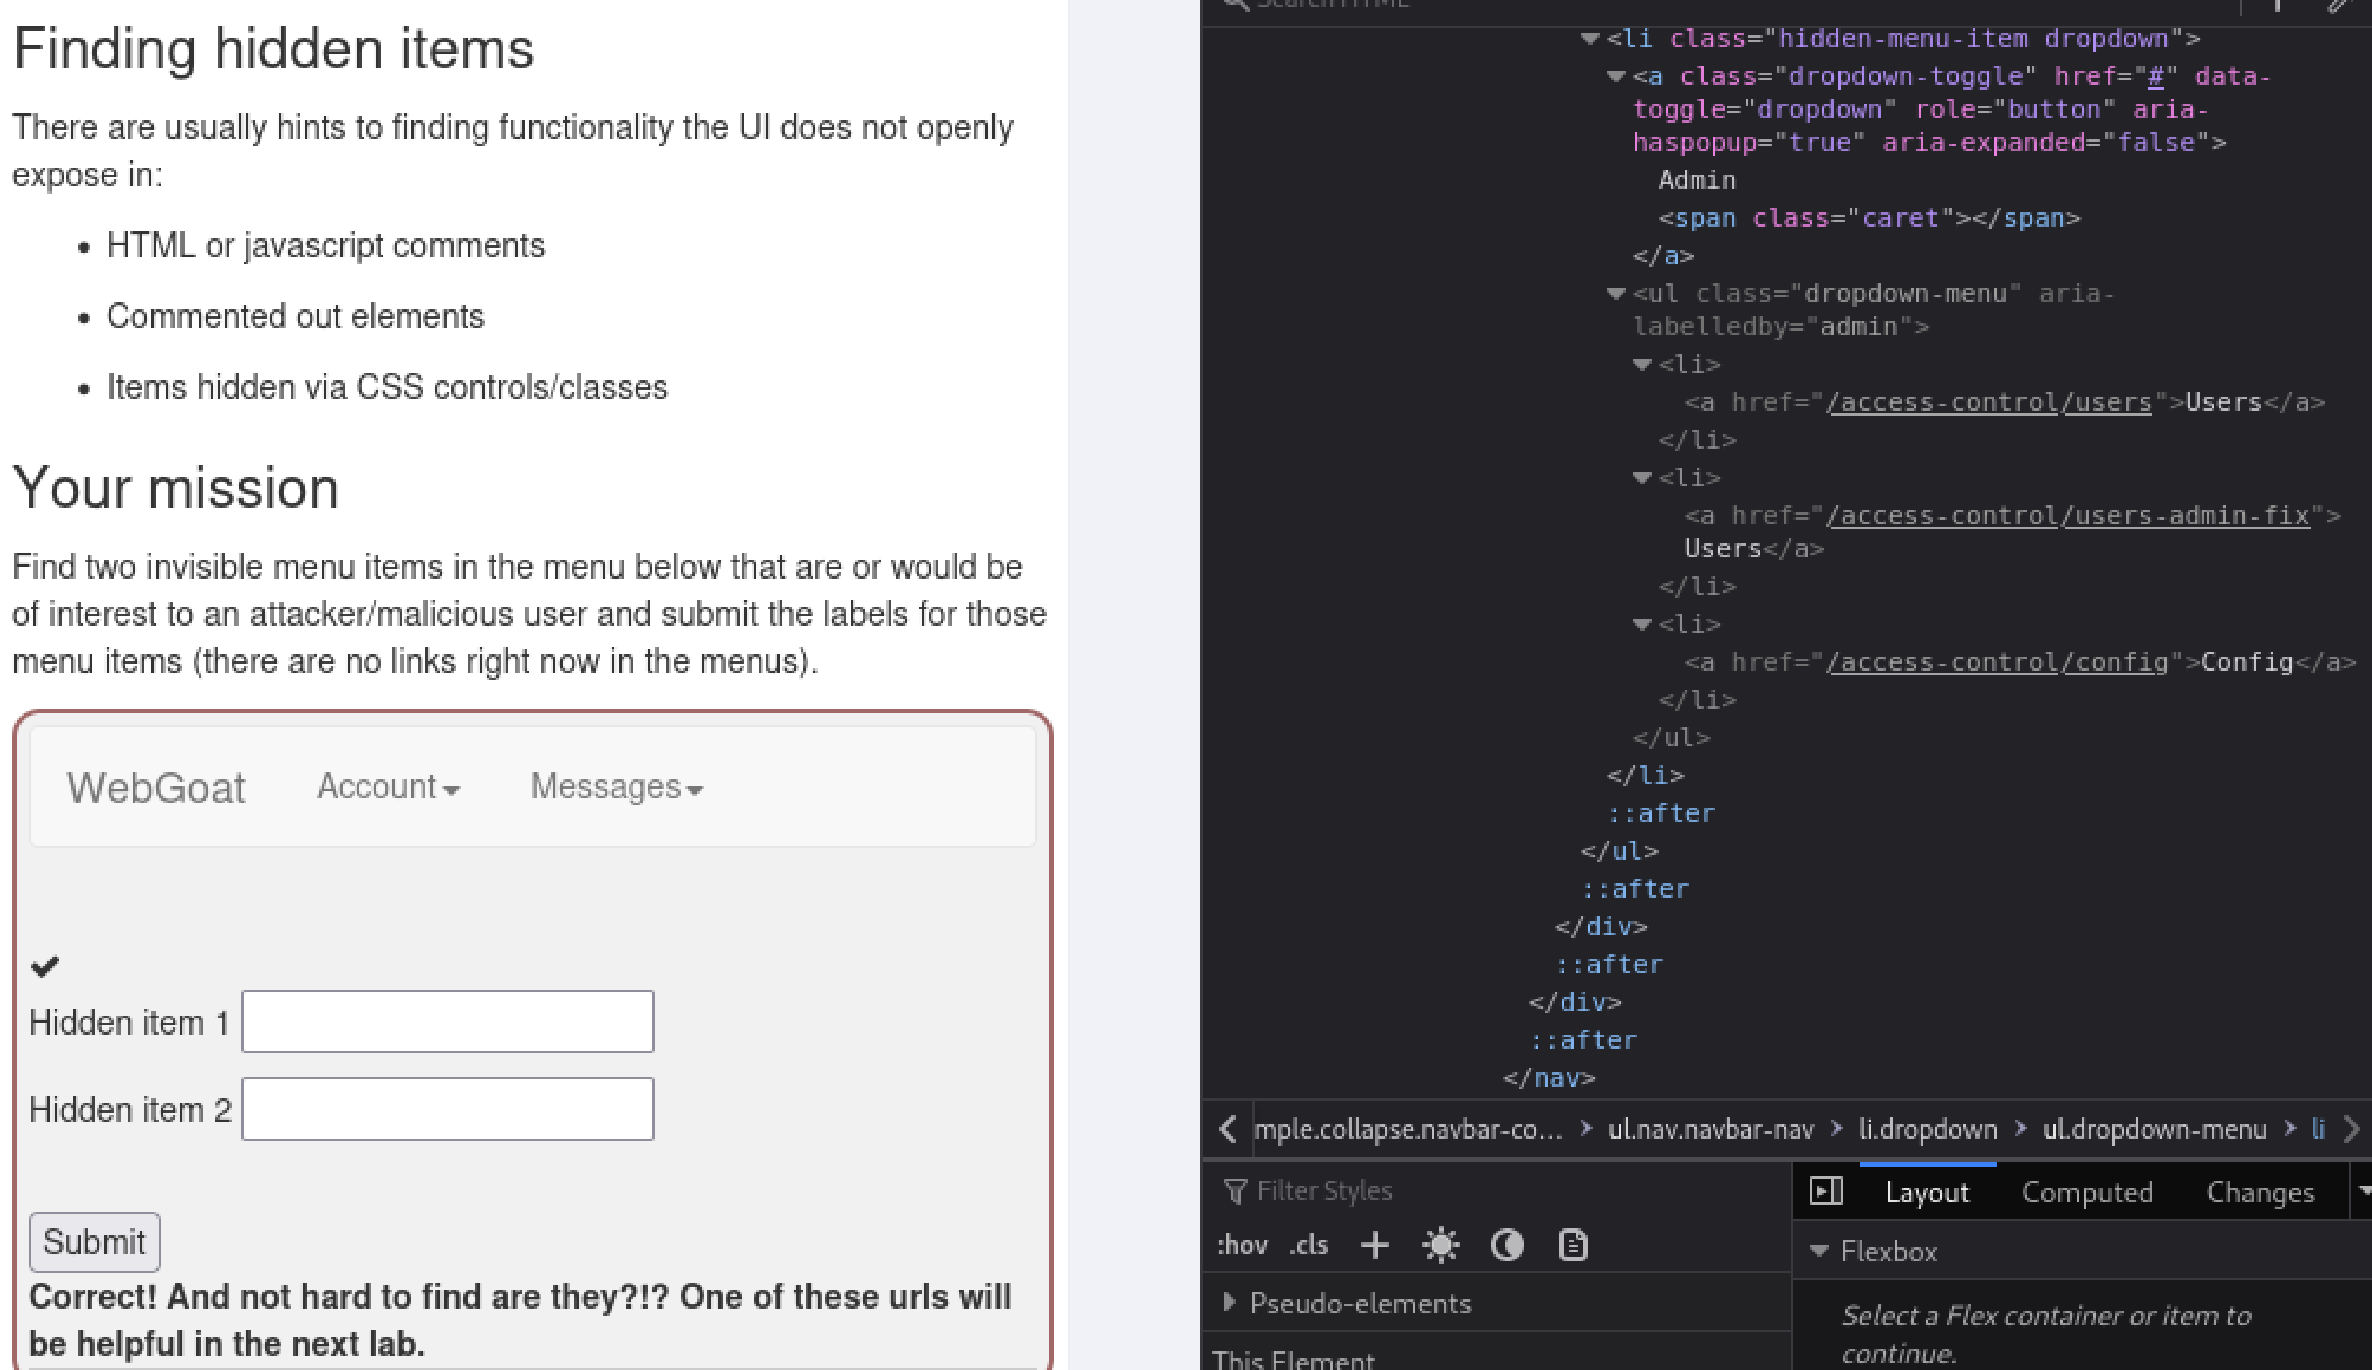 Finding hidden items
There are usually hints to finding functionality the UI does not openly
expose in:
• HTML or javascript comments
• Commented out elements
• Items hidden via CSS controls/classes
Your mission
Find two invisible menu items in the menu below that are or would be
of interest to an attacker/malicious user and submit the labels for those
menu items (there are no links right now in the menus).
WebGoat Account Messages
Hidden item 1
Hidden item 2
Submit
Correct! And not hard to find are they?!? One of these urls will
be helpful in the next lab.
<li class="hidden-menu-item dropdown">
<a class="dropdown-toggle" href="#" data-
toggle="dropdown" role="button" aria-
haspopup="true" aria-expanded="false">
Admin
<span class="caret"></span>
</a>
<ul class="dropdown-menu" aria-
labelledby="admin">
<li>
<a href="/access-control/users">Users</a>
</li>
<li>
<a href="/access-control/users-admin-fix">
Users</a>
</li>
<li>
<a href="/access-control/config">Config</a>
</li>
</ul>
</li>
::after
</ul>
::after
</div>
::after
</div>
::after
</nav>
mple.collapse.navbar-co... > ul.nav.navbar-nav > li.dropdown > ul.dropdown-menu > li
Filter Styles
:hov .cls +
Pseudo-elements
This Element
Layout Computed Changes
Flexbox
Select a Flex container or item to
continue.